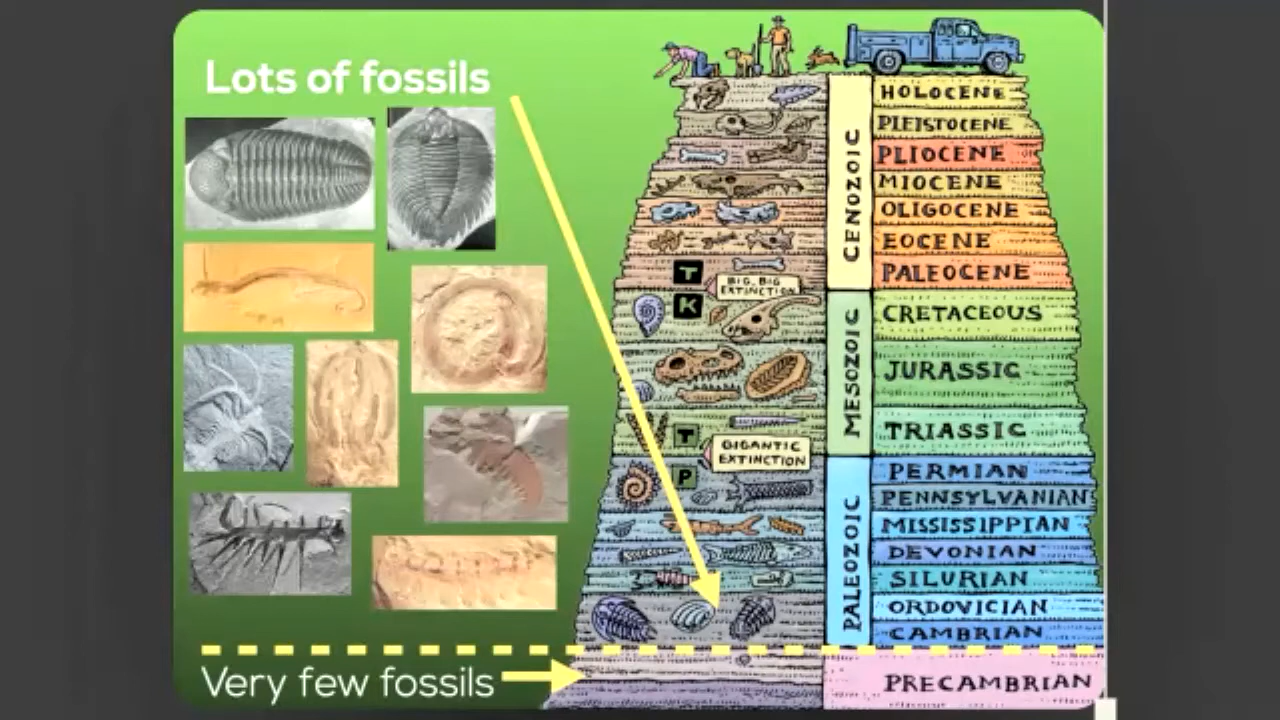 Lots of fossils
HOLOCENE
PLEISTOCENE
PLIOCENE
MIOCENE
OLIGOCENE
EOCENE
PALEOCENE
CENOZOIC
T
BIG, BIG
EXTINCTION
K
CRETACEOUS
JURASSIC
TRIASSIC
MESOZOIC
T
GIGANTIC
EXTINCTION
P
PERMIAN
PENNSYLVANIAN
MISSISSIPPIAN
DEVONIAN
SILURIAN
ORDOVICIAN
CAMBRIAN
PALEOZOIC
Very few fossils
PRECAMBRIAN